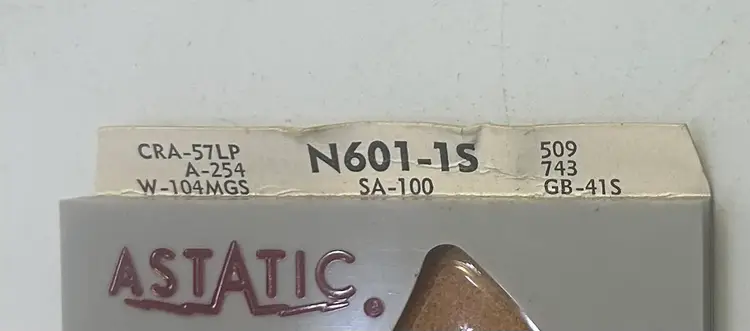 CRA-57LP N601-1S 509
A-254 743
W-104MGS SA-100 GB-41S
ASTATIC®